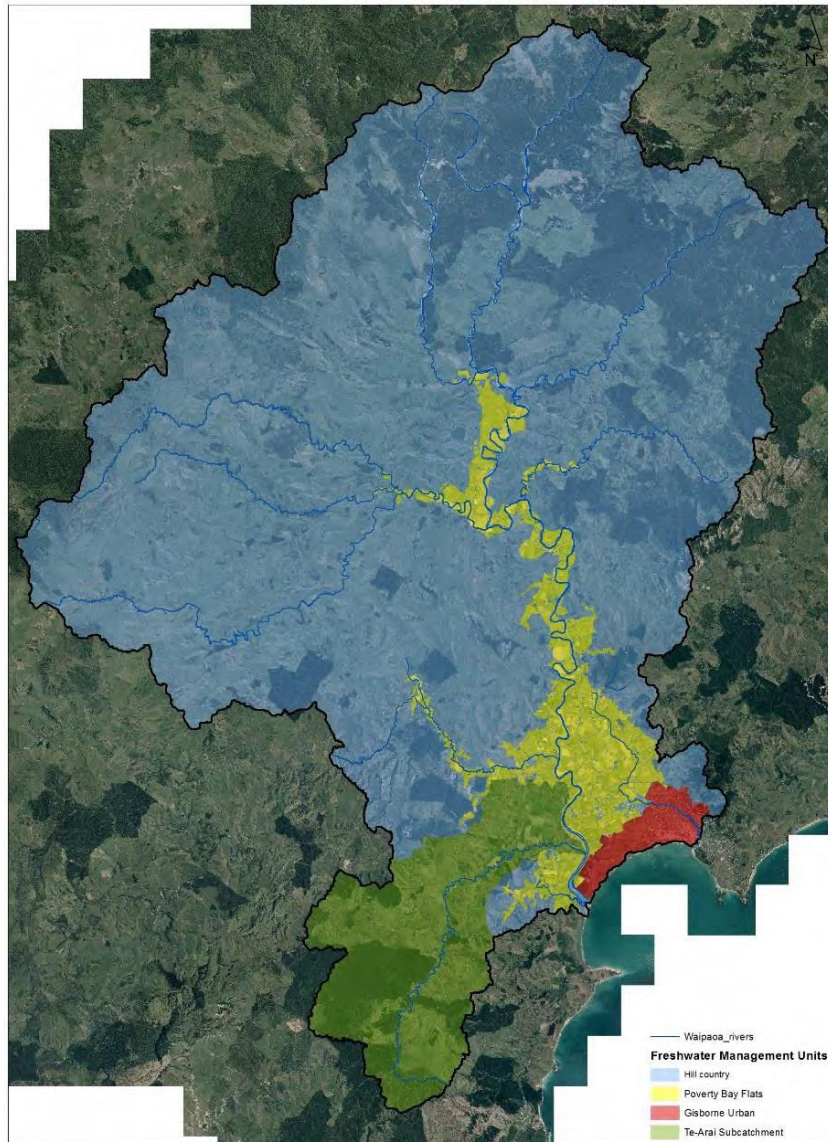 N
Waipaoa_rivers
Freshwater Management Units
Hill country
Poverty Bay Flats
Gisborne Urban
Te-Arai Subcatchment